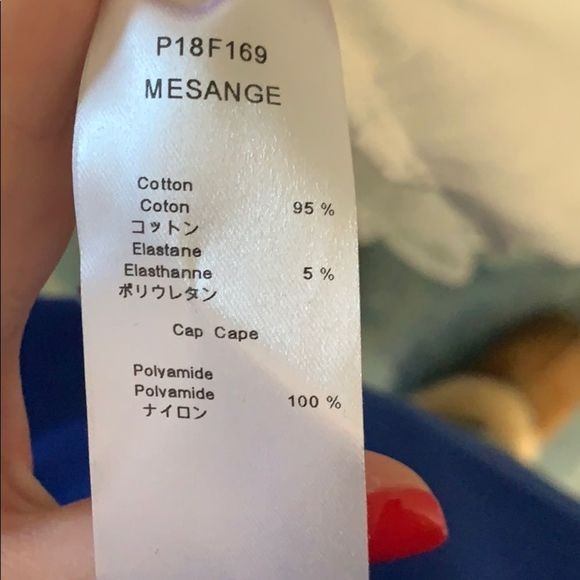 P18F169
MESANGE
Cotton
Coton 95 %
コットン
Elastane
Elasthanne 5 %
ポリウレタン
Cap Cape
Polyamide
Polyamide 100 %
ナイロン